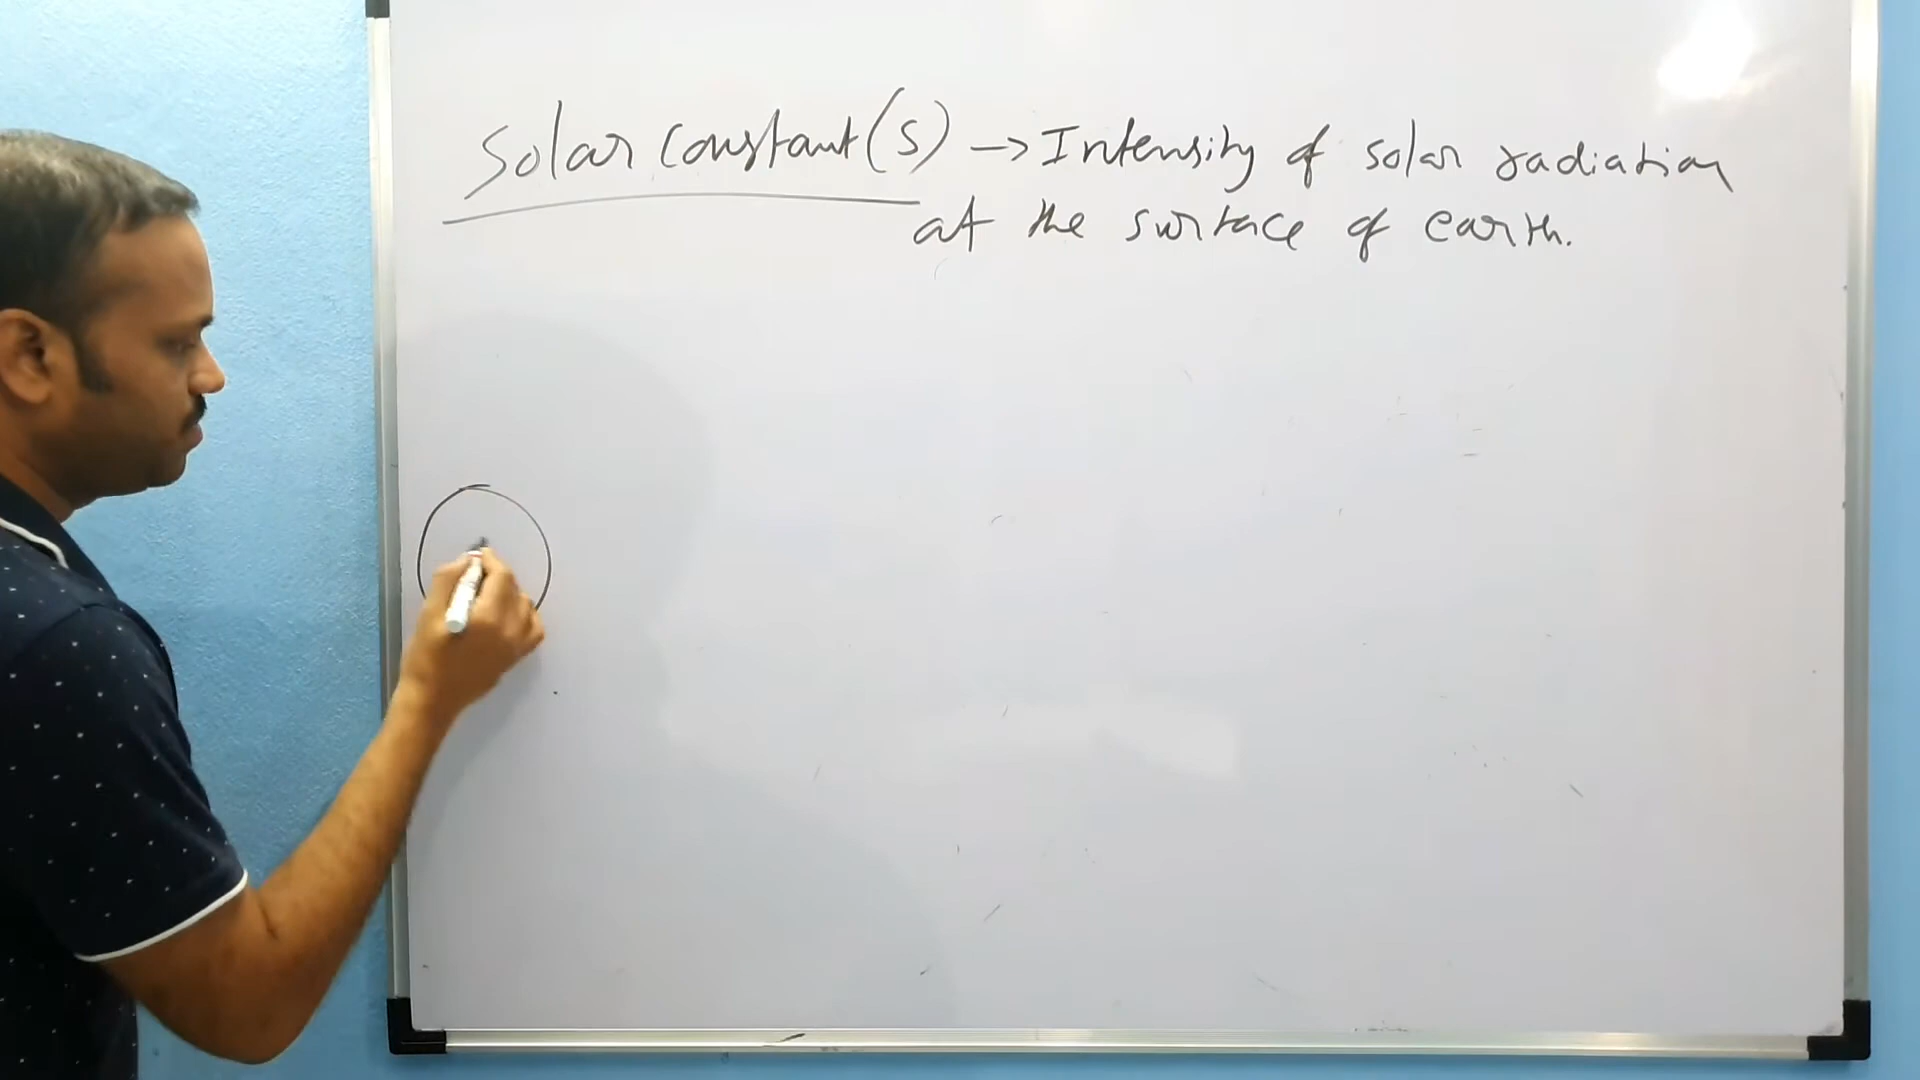 Solar constant (S) → Intensity of solar radiation
at the surface of earth.